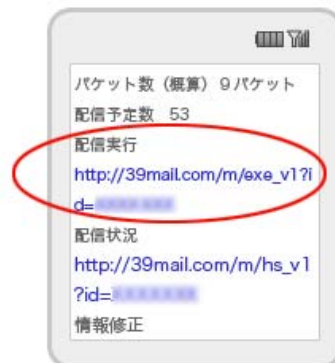 パケット数（概算）９パケット
配信予定数　53
配信実行
http://39mail.com/m/exe_v1?i
d=
配信状況
http://39mail.com/m/hs_v1
?id=
情報修正